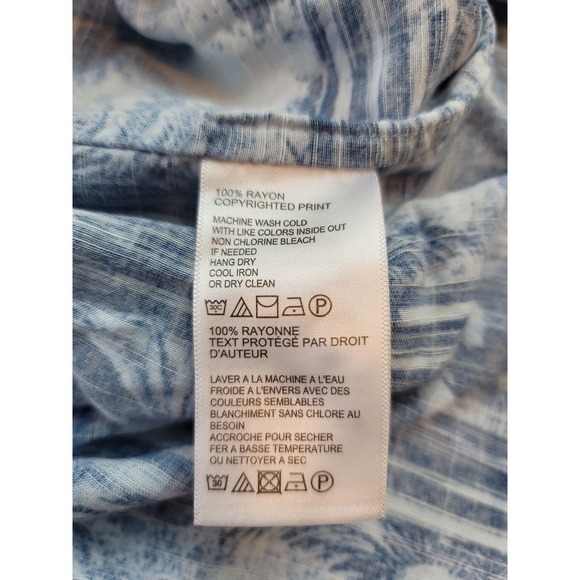 100% RAYON
COPYRIGHTED PRINT
MACHINE WASH COLD
WITH LIKE COLORS INSIDE OUT
NON CHLORINE BLEACH
IF NEEDED
HANG DRY
COOL IRON
OR DRY CLEAN
30C P
100% RAYONNE
TEXT PROTÉGÉ PAR DROIT
D'AUTEUR
LAVER A LA MACHINE A L'EAU
FROIDE A L'ENVERS AVEC DES
COULEURS SEMBLABLES
BLANCHIMENT SANS CHLORE AU
BESOIN
ACCROCHE POUR SECHER
FER A BASSE TEMPERATURE
OU NETTOYER A SEC
30 P